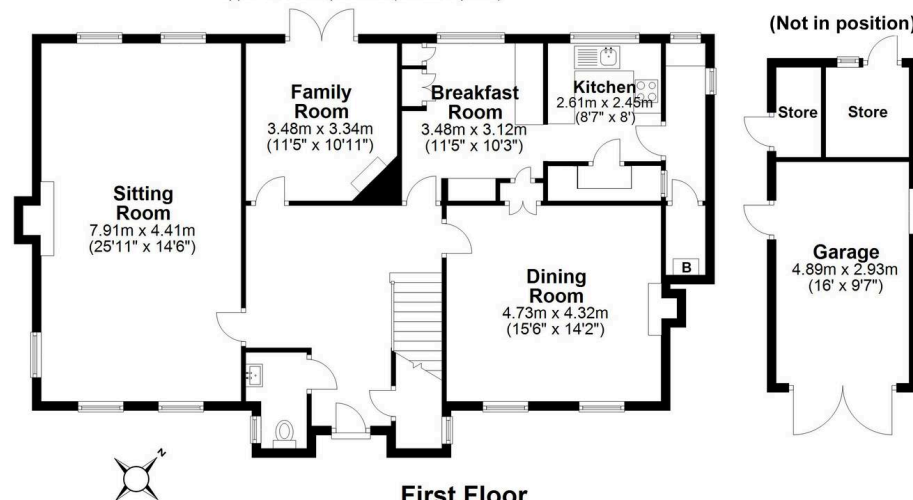 (Not in position)
Family
Room
3.48m x 3.34m
(11'5" x 10'11")
Breakfast
Room
3.48m x 3.12m
(11'5" x 10'3")
Kitchen
2.61m x 2.45m
(8'7" x 8')
Store
Store
Sitting
Room
7.91m x 4.41m
(25'11" x 14'6")
Dining
Room
4.73m x 4.32m
(15'6" x 14'2")
B
Garage
4.89m x 2.93m
(16' x 9'7")
z
First Floor